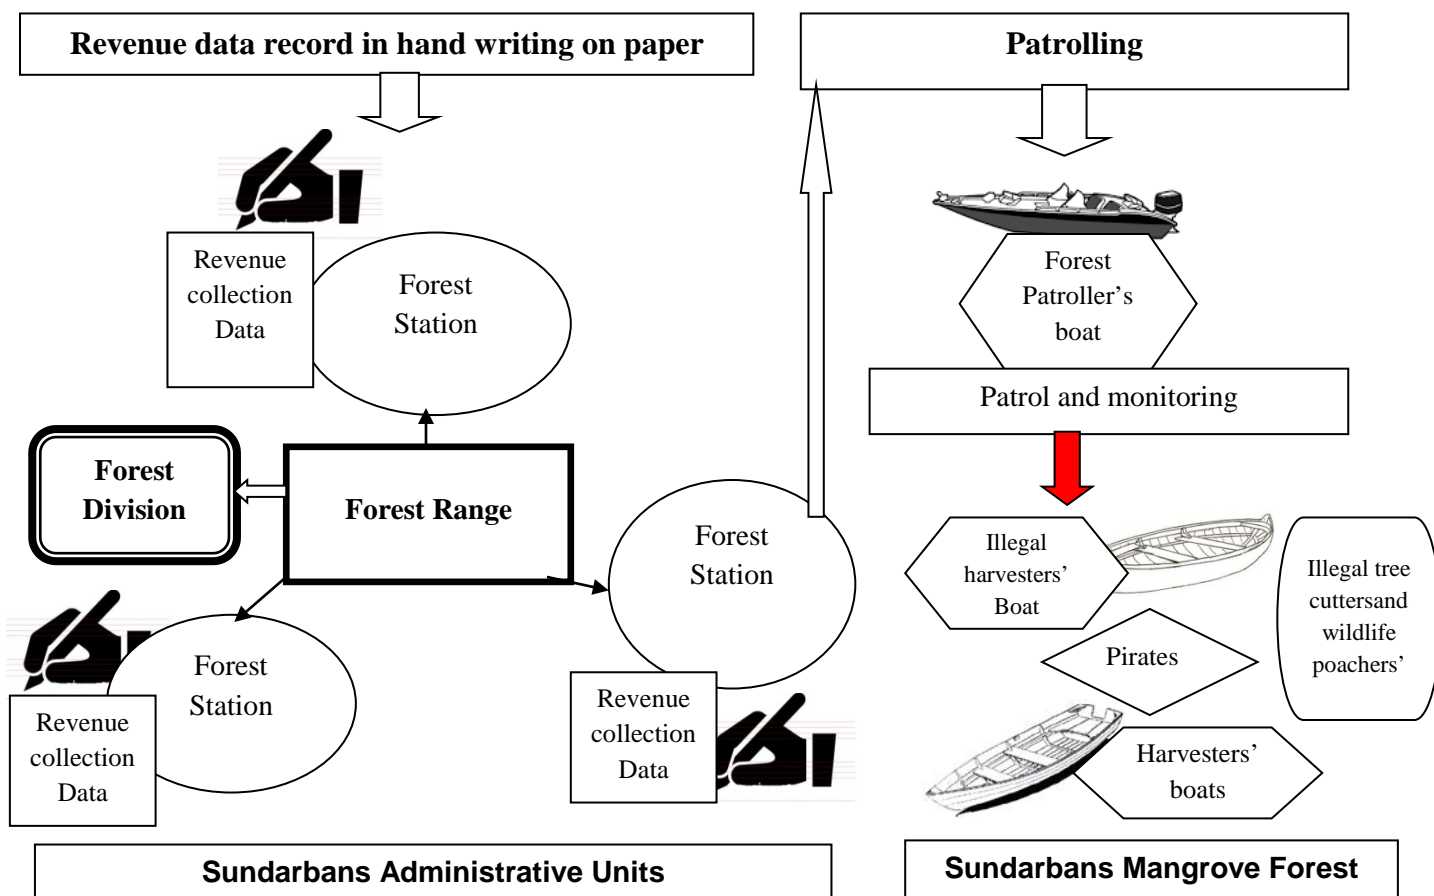 Revenue data record in hand writing on paper
Patrolling
Revenue
collection
Data
Forest
Station
Forest
Patroller’s
boat
Patrol and monitoring
Forest
Division
Forest Range
Forest
Station
Illegal
harvesters’
Boat
Illegal tree
cuttersand
wildlife
poachers’
Pirates
Forest
Station
Revenue
collection
Data
Revenue
collection
Data
Harvesters’
boats
Sundarbans Administrative Units
Sundarbans Mangrove Forest